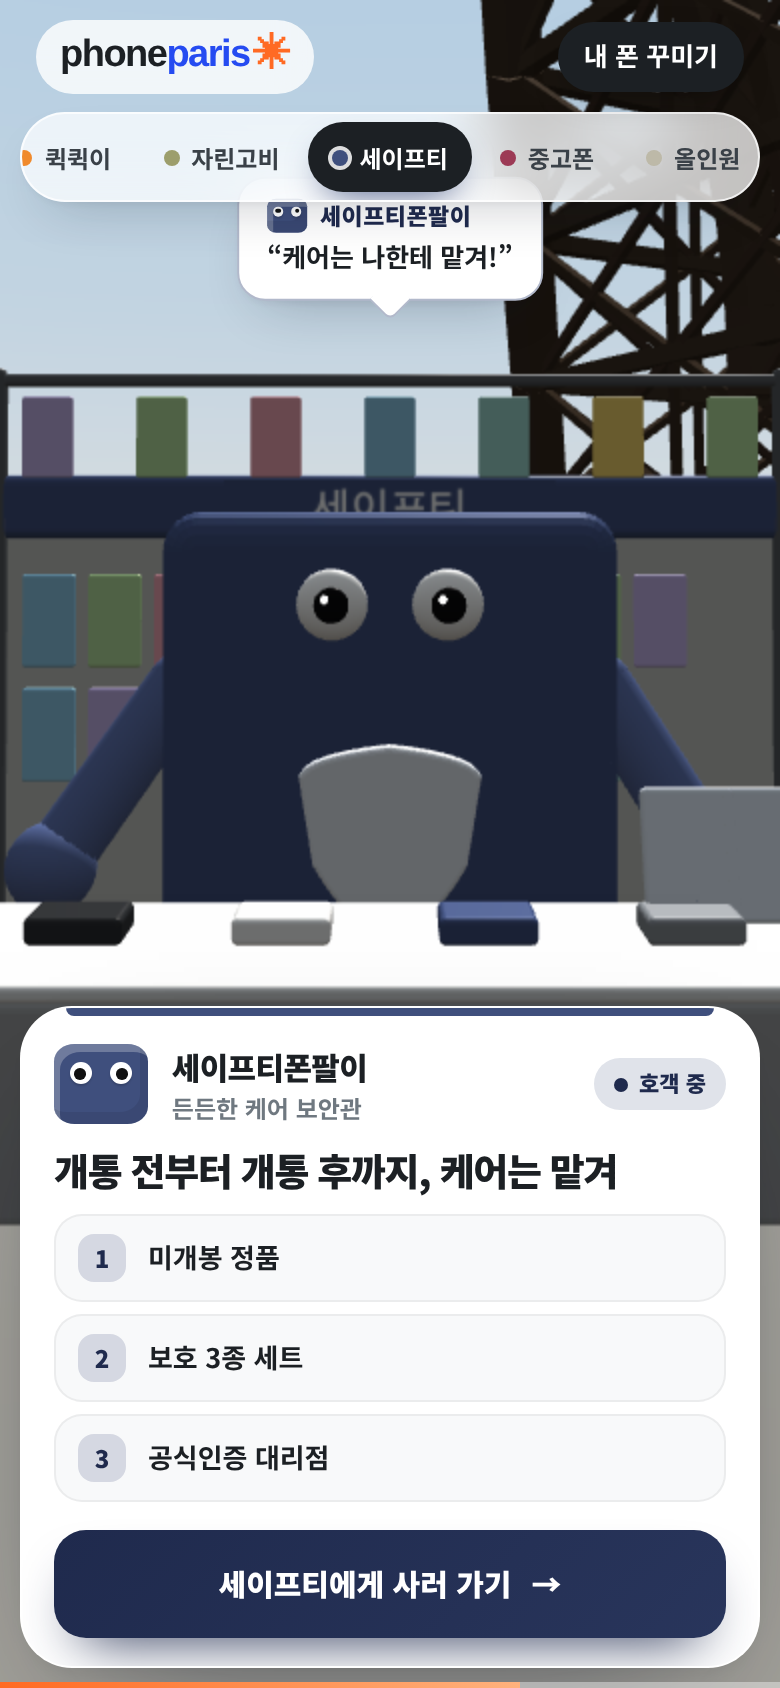 phoneparis
내 폰 꾸미기
퀵퀵이
자린고비
세이프티
중고폰
올인원
세이프티폰팔이
“케어는 나한테 맡겨!”
세이프티
세이프티폰팔이
든든한 케어 보안관
호객 중
개통 전부터 개통 후까지, 케어는 맡겨
1 미개봉 정품
2 보호 3종 세트
3 공식인증 대리점
세이프티에게 사러 가기 →